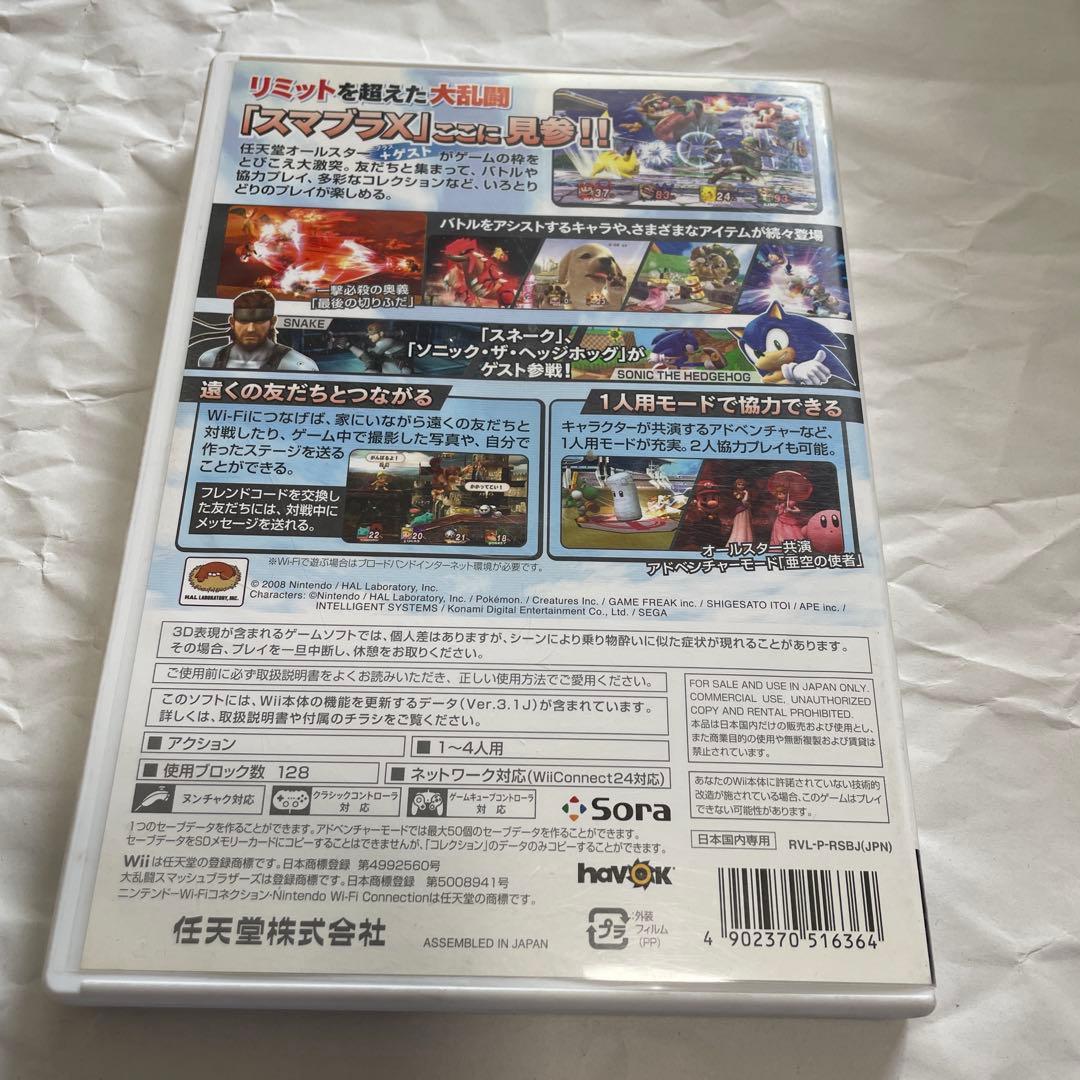 リミットを超えた大乱闘
「スマブラX」ここに見参!!
任天堂オールスター+ゲストがゲームの枠を
プラス
とびこえ大激突。友だちと集まって、バトルや
協力プレイ、多彩なコレクションなど、いろとり
どりのプレイが楽しめる。
37 83 24 93
バトルをアシストするキャラや、さまざまなアイテムが続々登場
一撃必殺の奥義
「最後の切りふだ」
SNAKE
「スネーク」、
「ソニック・ザ・ヘッジホッグ」が
ゲスト参戦!
SONIC THE HEDGEHOG
遠くの友だちとつながる
Wi-Fiにつなげば、家にいながら遠くの友だちと
対戦したり、ゲーム中で撮影した写真や、自分で
作ったステージを送る
ことができる。
フレンドコードを交換し
た友だちには、対戦中に
メッセージを送れる。
がんばるよ!
かかってこい!
22 20 21 18
1人用モードで協力できる
キャラクターが共演するアドベンチャーなど、
1人用モードが充実。2人協力プレイも可能。
オールスター共演
アドベンチャーモード「亜空の使者」
※Wi-Fiで遊ぶ場合はブロードバンドインターネット環境が必要です。
HAL LABORATORY, INC.
© 2008 Nintendo / HAL Laboratory, Inc.
Characters: ©Nintendo / HAL Laboratory, Inc. / Pokémon. / Creatures Inc. / GAME FREAK inc. / SHIGESATO ITOI / APE inc. /
INTELLIGENT SYSTEMS / Konami Digital Entertainment Co., Ltd. / SEGA
3D表現が含まれるゲームソフトでは、個人差はありますが、シーンにより乗り物酔いに似た症状が現れることがあります。
その場合、プレイを一旦中断し、休憩をお取りください。
ご使用前に必ず取扱説明書をよくお読みいただき、正しい使用方法でご愛用ください。
このソフトには、Wii本体の機能を更新するデータ(Ver.3.1J)が含まれています。
詳しくは、取扱説明書や付属のチラシをご覧ください。
FOR SALE AND USE IN JAPAN ONLY.
COMMERCIAL USE, UNAUTHORIZED
COPY AND RENTAL PROHIBITED.
本品は日本国内だけの販売および使用とし、
また商業目的の使用や無断複製および賃貸は
禁止されています。
■ アクション
■ 1〜4人用
■ 使用ブロック数 128
■ ネットワーク対応(WiiConnect24対応)
あなたのWii本体に許諾されていない技術的
改造が施されている場合、このゲームはプレイ
できない可能性があります。
ヌンチャク対応
クラシックコントローラ
対 応
ゲームキューブコントローラ
対 応
Sora
1つのセーブデータを作ることができます。アドベンチャーモードでは最大50個のセーブデータを作ることができます。
セーブデータをSDメモリーカードにコピーすることはできませんが、「コレクション」のデータのみコピーすることができます。
日本国内専用
RVL-P-RSBJ(JPN)
Wiiは任天堂の登録商標です。日本商標登録 第4992560号
大乱闘スマッシュブラザーズは登録商標です。日本商標登録 第5008941号
ニンテンドーWi-Fiコネクション・Nintendo Wi-Fi Connectionは任天堂の商標です。
havok
任天堂株式会社
ASSEMBLED IN JAPAN
プラ
:外装
フィルム
(PP)
4 902370 516364